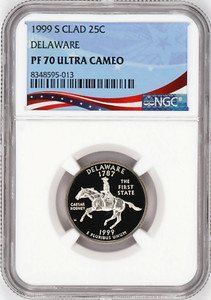 1999 S CLAD 25C
DELAWARE
PF 70 ULTRA CAMEO
8348595-013
NGC
DELAWARE
1787
THE
FIRST
STATE
CAESAR
RODNEY
1999
E PLURIBUS UNUM